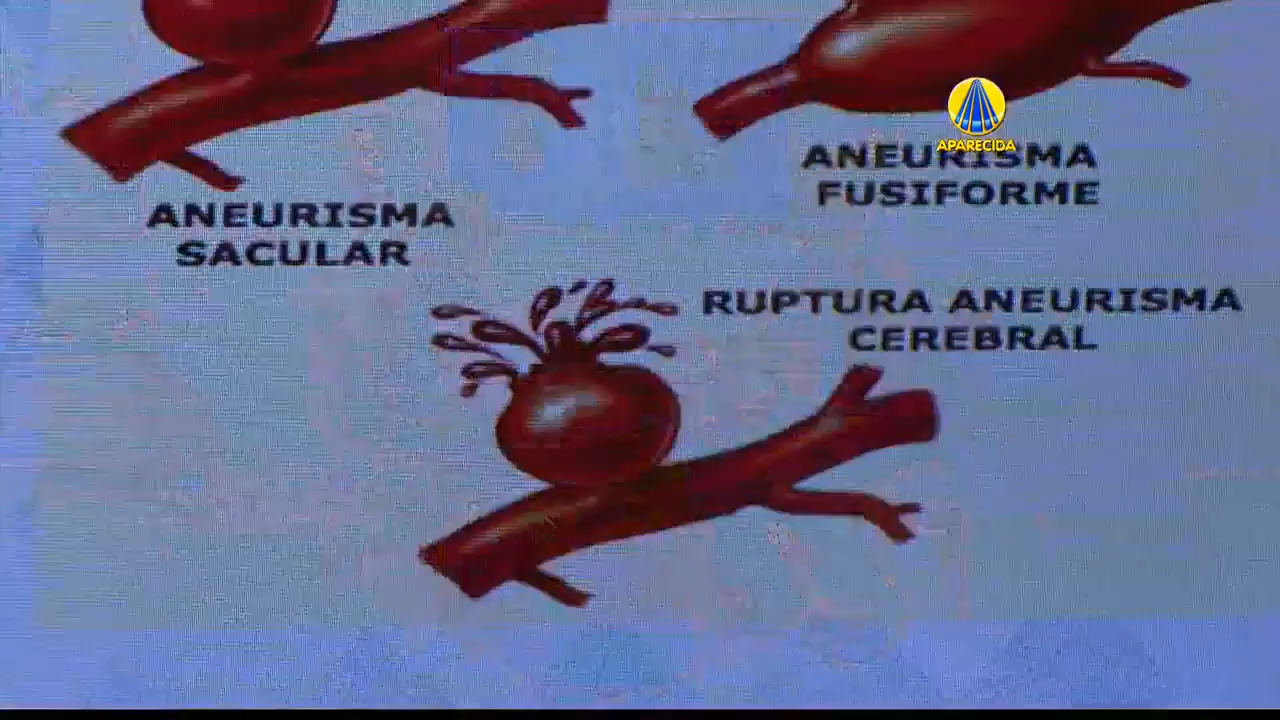 APARECIDA
ANEURISMA
FUSIFORME
ANEURISMA
SACULAR
RUPTURA ANEURISMA
CEREBRAL